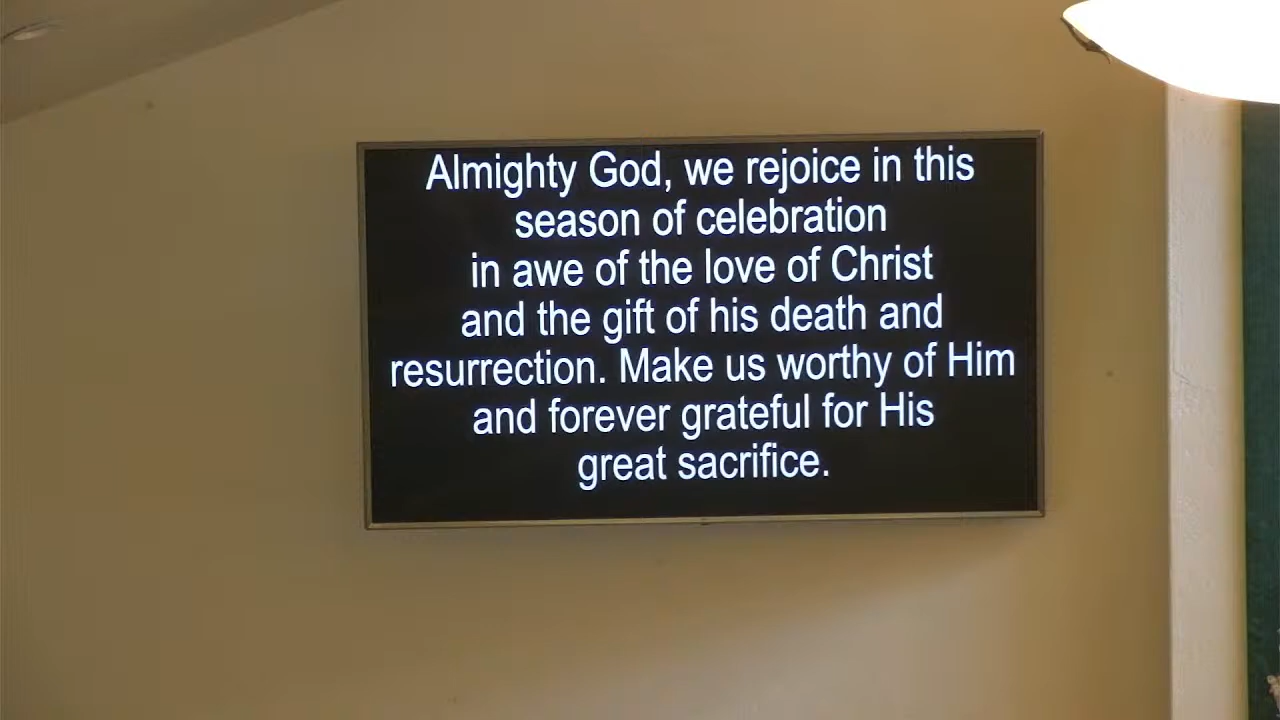 Almighty God, we rejoice in this
season of celebration
in awe of the love of Christ
and the gift of his death and
resurrection. Make us worthy of Him
and forever grateful for His
great sacrifice.